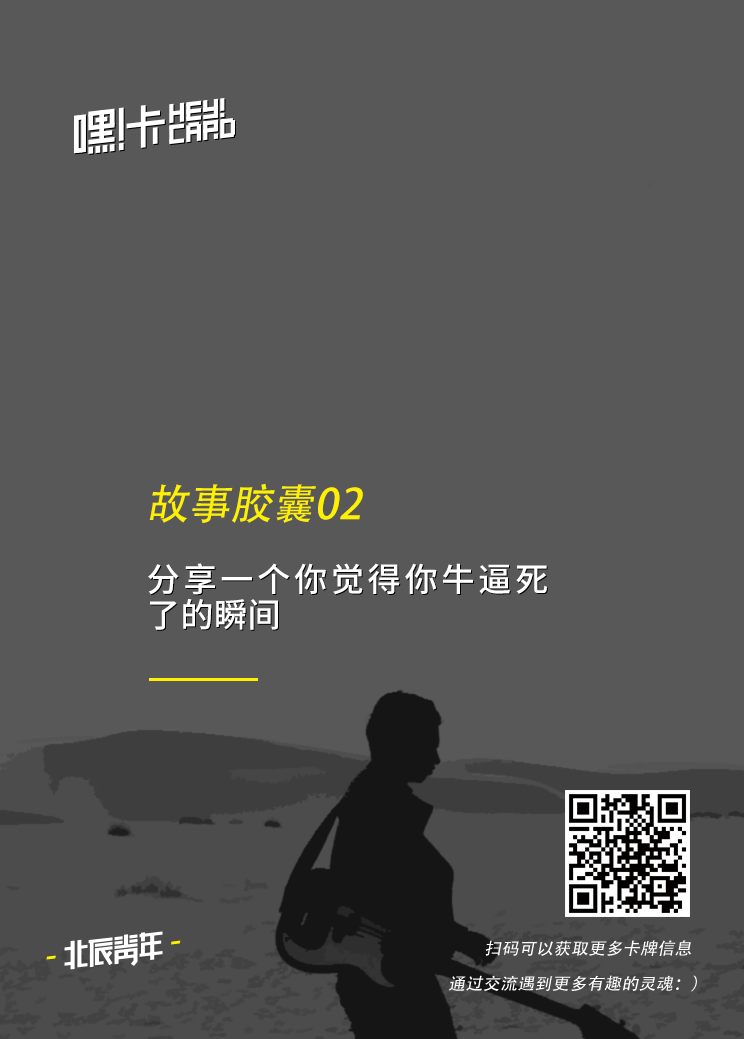 嘿!卡 HEY!
CARD
故事胶囊02
分享一个你觉得你牛逼死
了的瞬间
-北辰青年-
扫码可以获取更多卡牌信息
通过交流遇到更多有趣的灵魂：）